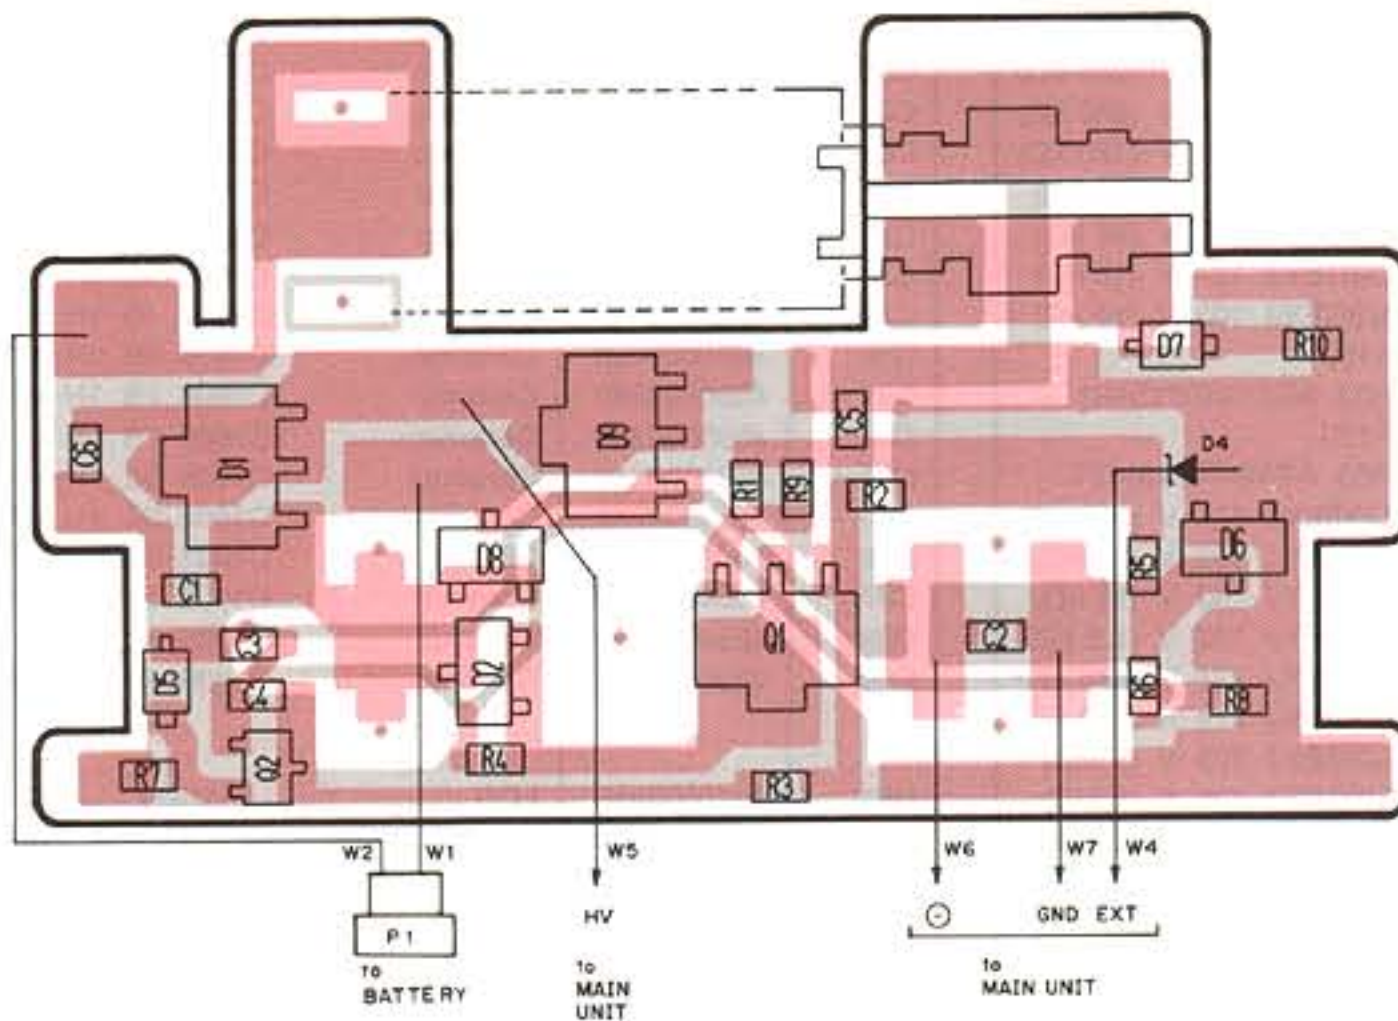 D7
R10
C5
D9
D1
C6
R1
R9
R2
D4
D8
R5
D6
C1
Q1
C2
C3
D2
D5
C4
R6
R8
Q2
R7
R4
R3
W2
W1
W5
W6
W7
W4
P1
HV
⊖
GND EXT
TO
BATTERY
to
MAIN
UNIT
to
MAIN UNIT